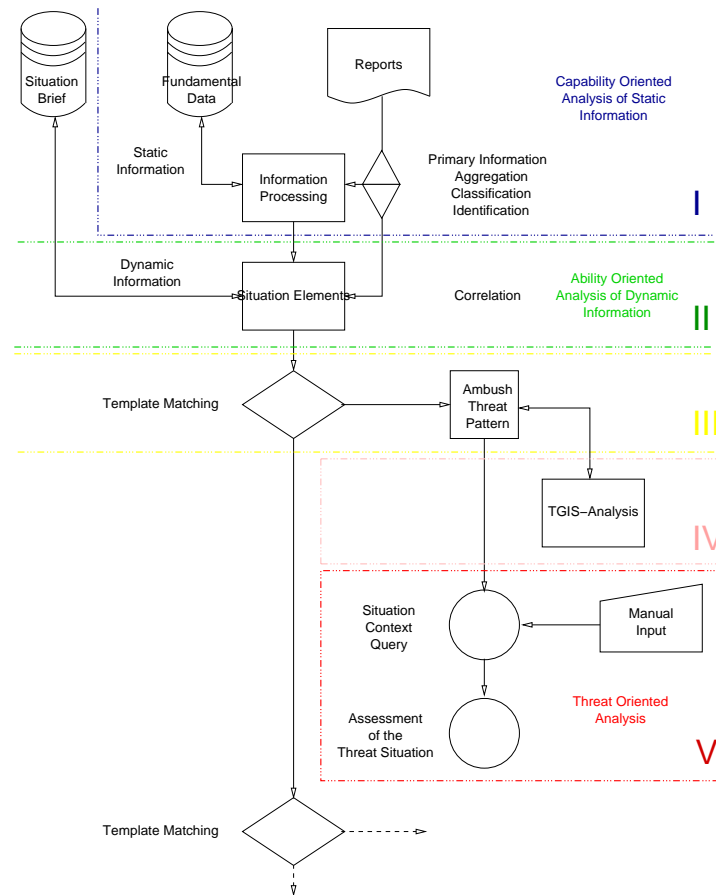 Situation
Brief
Fundamental
Data
Reports
Capability Oriented
Analysis of Static
Information
Static
Information
Information
Processing
Primary Information
Aggregation
Classification
Identification
I
Dynamic
Information
Situation Elements
Correlation
Ability Oriented
Analysis of Dynamic
Information
II
Template Matching
Ambush
Threat
Pattern
III
TGIS−Analysis
IV
Situation
Context
Query
Manual
Input
Assessment
of the
Threat Situation
Threat Oriented
Analysis
V
Template Matching